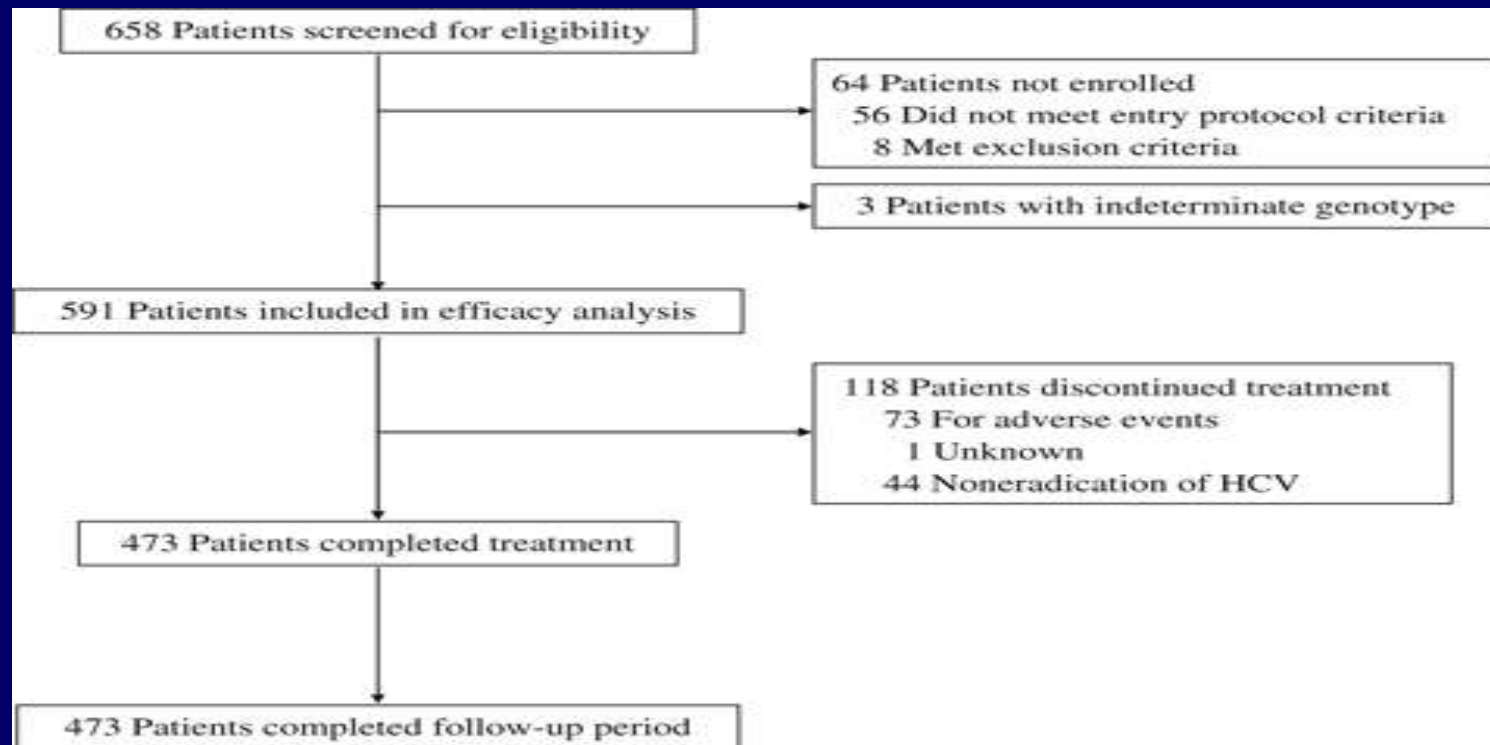 658 Patients screened for eligibility
64 Patients not enrolled
56 Did not meet entry protocol criteria
8 Met exclusion criteria
3 Patients with indeterminate genotype
591 Patients included in efficacy analysis
118 Patients discontinued treatment
73 For adverse events
1 Unknown
44 Noneradication of HCV
473 Patients completed treatment
473 Patients completed follow-up period